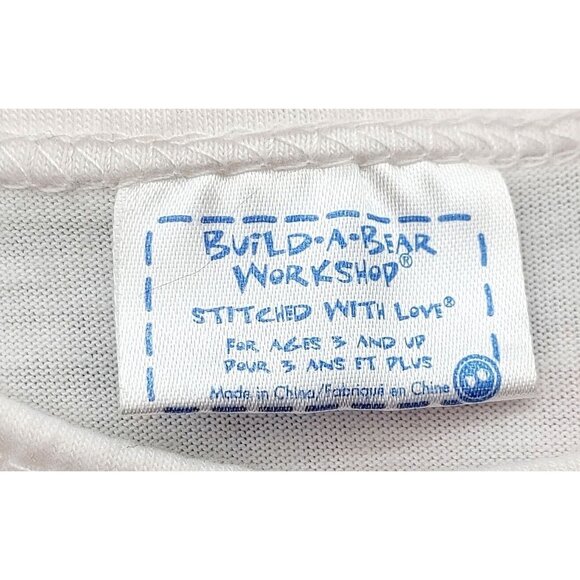 BUILD-A-BEAR
WORKSHOP®
STITCHED WITH LOVE®
FOR AGES 3 AND UP
POUR 3 ANS ET PLUS
Made in China/Fabriqué en Chine